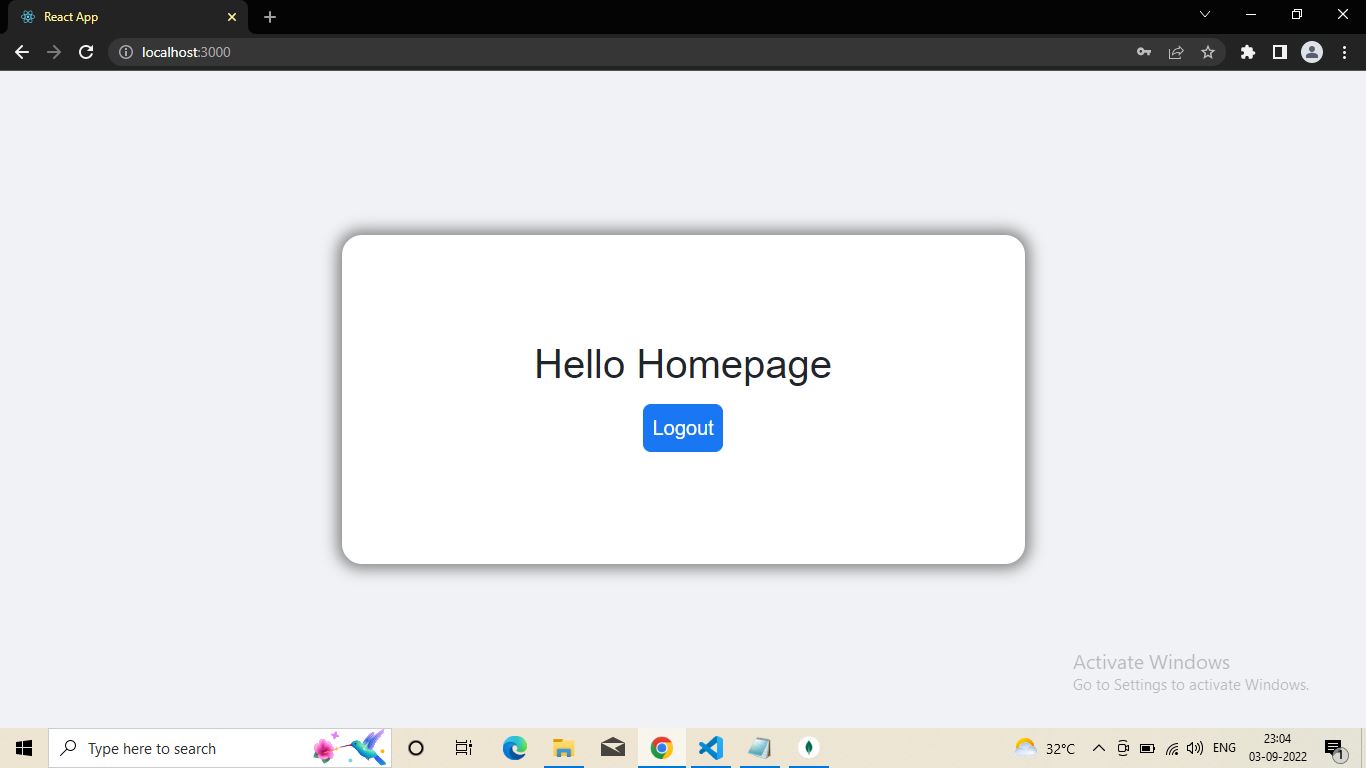 React App
localhost:3000
Hello Homepage
Logout
Activate Windows
Go to Settings to activate Windows.
Type here to search
32°C
ENG
23:04
03-09-2022
1